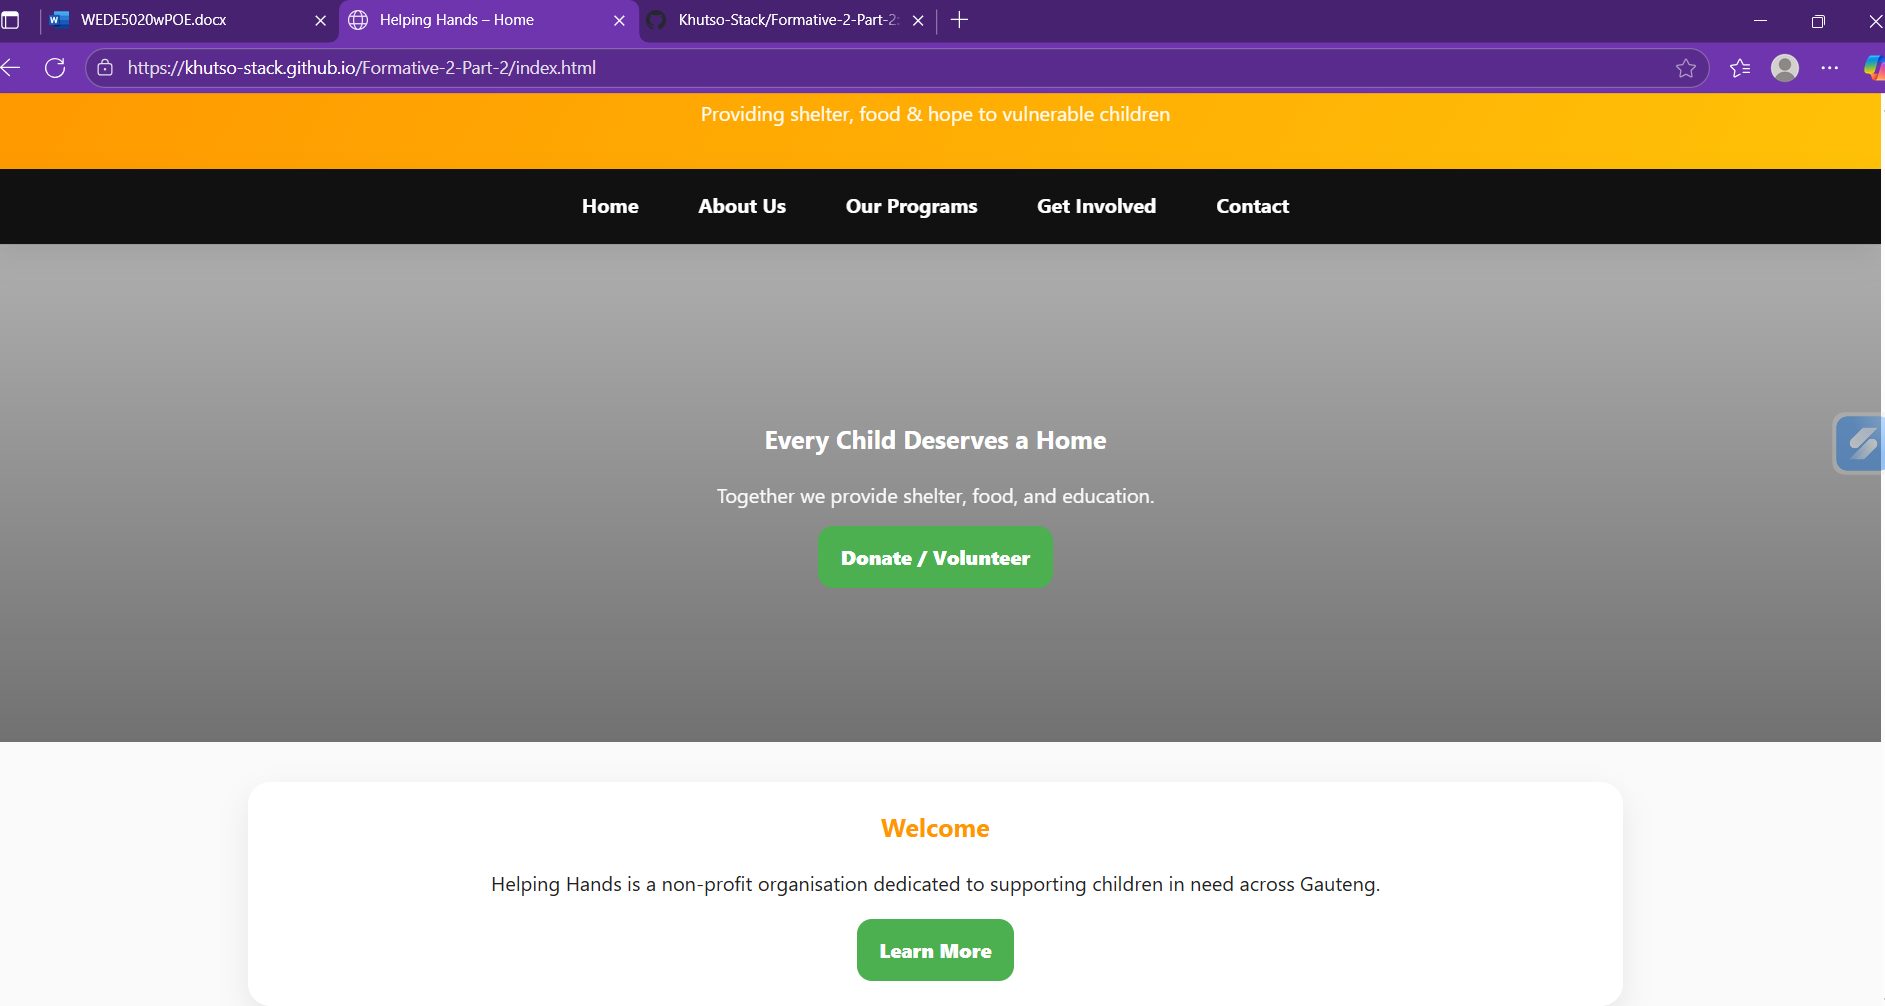 WEDE5020wPOE.docx
Helping Hands – Home
Khutso-Stack/Formative-2-Part-2:
https://khutso-stack.github.io/Formative-2-Part-2/index.html
Providing shelter, food & hope to vulnerable children
Home About Us Our Programs Get Involved Contact
Every Child Deserves a Home
Together we provide shelter, food, and education.
Donate / Volunteer
Welcome
Helping Hands is a non-profit organisation dedicated to supporting children in need across Gauteng.
Learn More